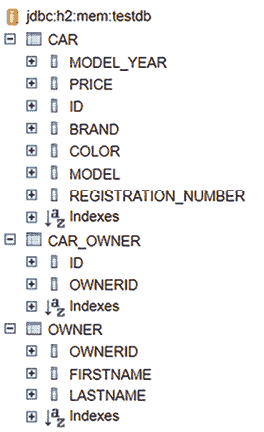 jdbc:h2:mem:testdb
CAR
MODEL_YEAR
PRICE
ID
BRAND
COLOR
MODEL
REGISTRATION_NUMBER
Indexes
CAR_OWNER
ID
OWNERID
Indexes
OWNER
OWNERID
FIRSTNAME
LASTNAME
Indexes